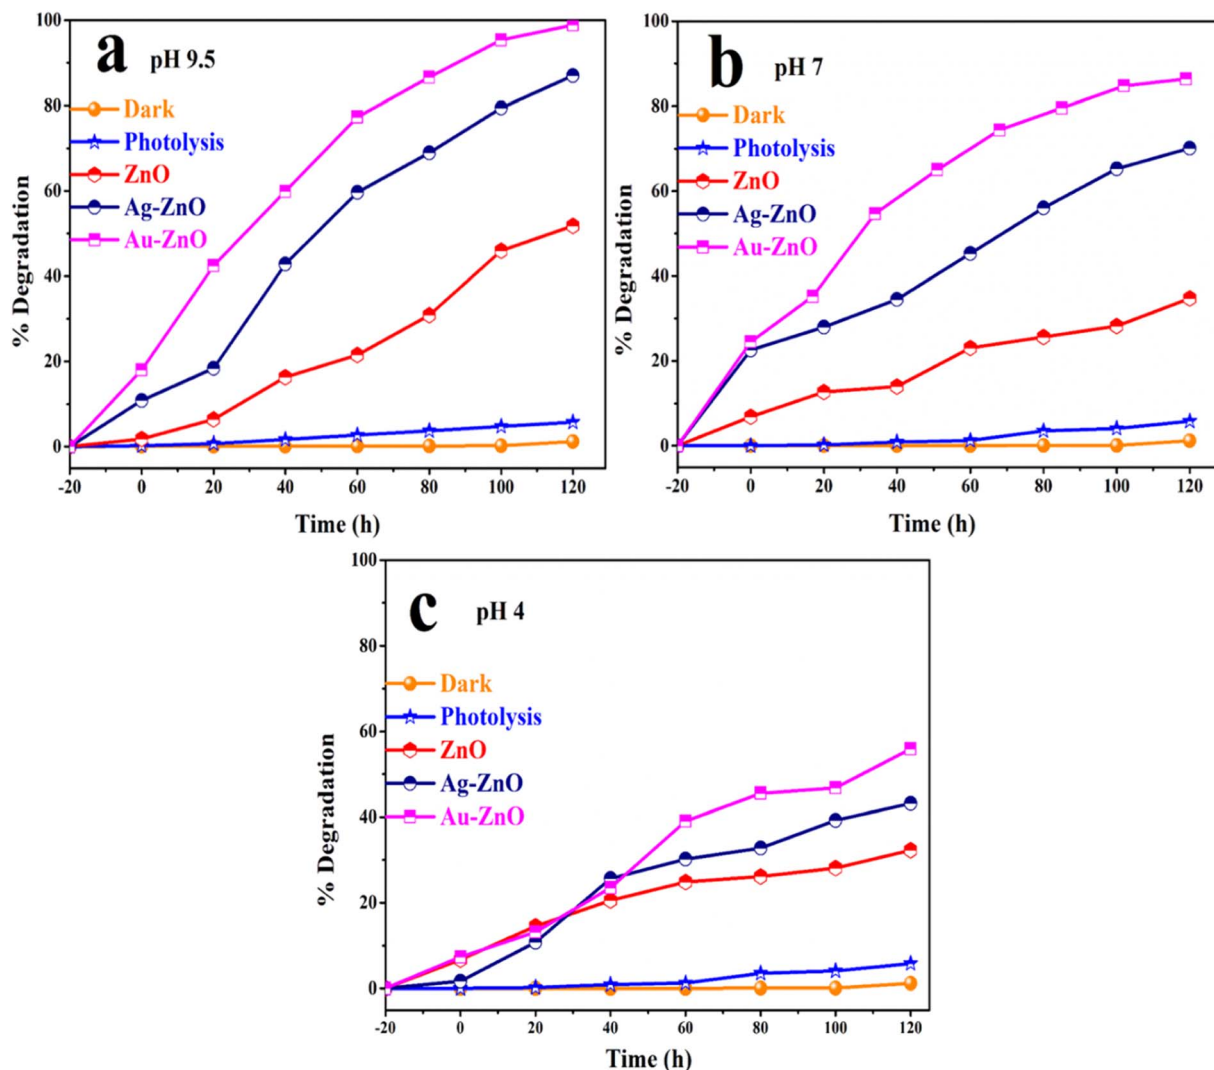 a pH 9.5
Dark
Photolysis
ZnO
Ag-ZnO
Au-ZnO
% Degradation
100
80
60
40
20
0
-20 0 20 40 60 80 100 120
Time (h)
b pH 7
Dark
Photolysis
ZnO
Ag-ZnO
Au-ZnO
% Degradation
100
80
60
40
20
0
-20 0 20 40 60 80 100 120
Time (h)
c pH 4
Dark
Photolysis
ZnO
Ag-ZnO
Au-ZnO
% Degradation
100
80
60
40
20
0
-20 0 20 40 60 80 100 120
Time (h)